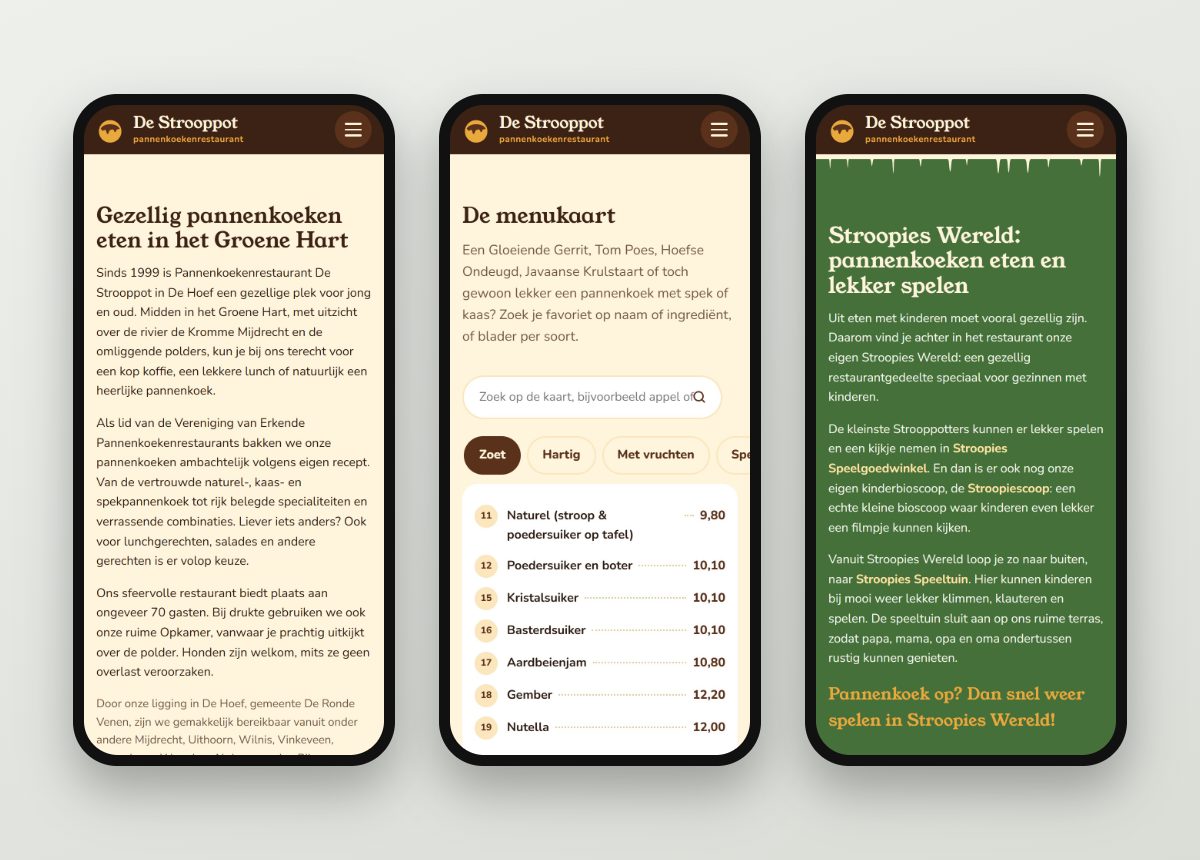 De Strooppot
pannenkoekenrestaurant
Gezellig pannenkoeken
eten in het Groene Hart
Sinds 1999 is Pannenkoekenrestaurant De
Strooppot in De Hoef een gezellige plek voor jong
en oud. Midden in het Groene Hart, met uitzicht
over de rivier de Kromme Mijdrecht en de
omliggende polders, kun je bij ons terecht voor
een kop koffie, een lekkere lunch of natuurlijk een
heerlijke pannenkoek.
Als lid van de Vereniging van Erkende
Pannenkoekenrestaurants bakken we onze
pannenkoeken ambachtelijk volgens eigen recept.
Van de vertrouwde naturel-, kaas- en
spekpannenkoek tot rijk belegde specialiteiten en
verrassende combinaties. Liever iets anders? Ook
voor lunchgerechten, salades en andere
gerechten is er volop keuze.
Ons sfeervolle restaurant biedt plaats aan
ongeveer 70 gasten. Bij drukte gebruiken we ook
onze ruime Opkamer, vanwaar je prachtig uitkijkt
over de polder. Honden zijn welkom, mits ze geen
overlast veroorzaken.
Door onze ligging in De Hoef, gemeente De Ronde
Venen, zijn we gemakkelijk bereikbaar vanuit onder
andere Mijdrecht, Uithoorn, Wilnis, Vinkeveen,
De Strooppot
pannenkoekenrestaurant
De menukaart
Een Gloeiende Gerrit, Tom Poes, Hoefse
Ondeugd, Javaanse Krulstaart of toch
gewoon lekker een pannenkoek met spek of
kaas? Zoek je favoriet op naam of ingrediënt,
of blader per soort.
Zoek op de kaart, bijvoorbeeld appel of
Zoet Hartig Met vruchten Spe
11 Naturel (stroop & 9,80
poedersuiker op tafel)
12 Poedersuiker en boter 10,10
15 Kristalsuiker 10,10
16 Basterdsuiker 10,10
17 Aardbeienjam 10,80
18 Gember 12,20
19 Nutella 12,00
De Strooppot
pannenkoekenrestaurant
Stroopies Wereld:
pannenkoeken eten en
lekker spelen
Uit eten met kinderen moet vooral gezellig zijn.
Daarom vind je achter in het restaurant onze
eigen Stroopies Wereld: een gezellig
restaurantgedeelte speciaal voor gezinnen met
kinderen.
De kleinste Strooppotters kunnen er lekker spelen
en een kijkje nemen in Stroopies
Speelgoedwinkel. En dan is er ook nog onze
eigen kinderbioscoop, de Stroopiescoop: een
echte kleine bioscoop waar kinderen even lekker
een filmpje kunnen kijken.
Vanuit Stroopies Wereld loop je zo naar buiten,
naar Stroopies Speeltuin. Hier kunnen kinderen
bij mooi weer lekker klimmen, klauteren en
spelen. De speeltuin sluit aan op ons ruime terras,
zodat papa, mama, opa en oma ondertussen
rustig kunnen genieten.
Pannenkoek op? Dan snel weer
spelen in Stroopies Wereld!